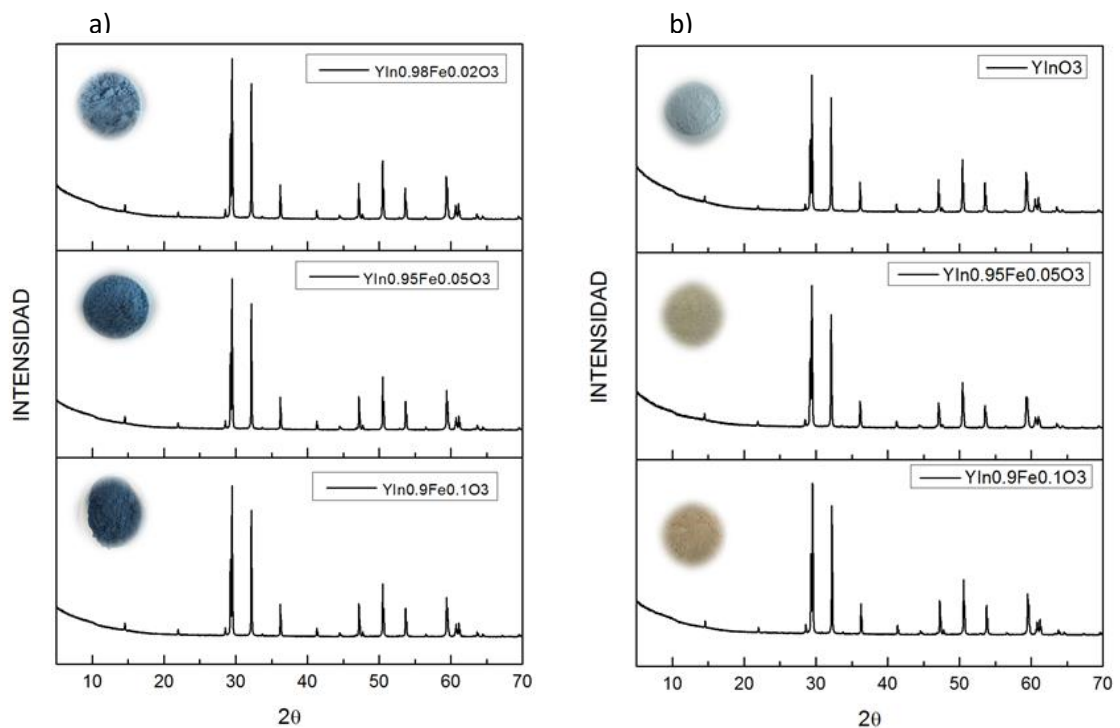 a)
YIn0.98Fe0.02O3
YIn0.95Fe0.05O3
YIn0.9Fe0.1O3
INTENSIDAD
10 20 30 40 50 60 70
2θ
b)
YInO3
YIn0.95Fe0.05O3
YIn0.9Fe0.1O3
INTENSIDAD
10 20 30 40 50 60 70
2θ